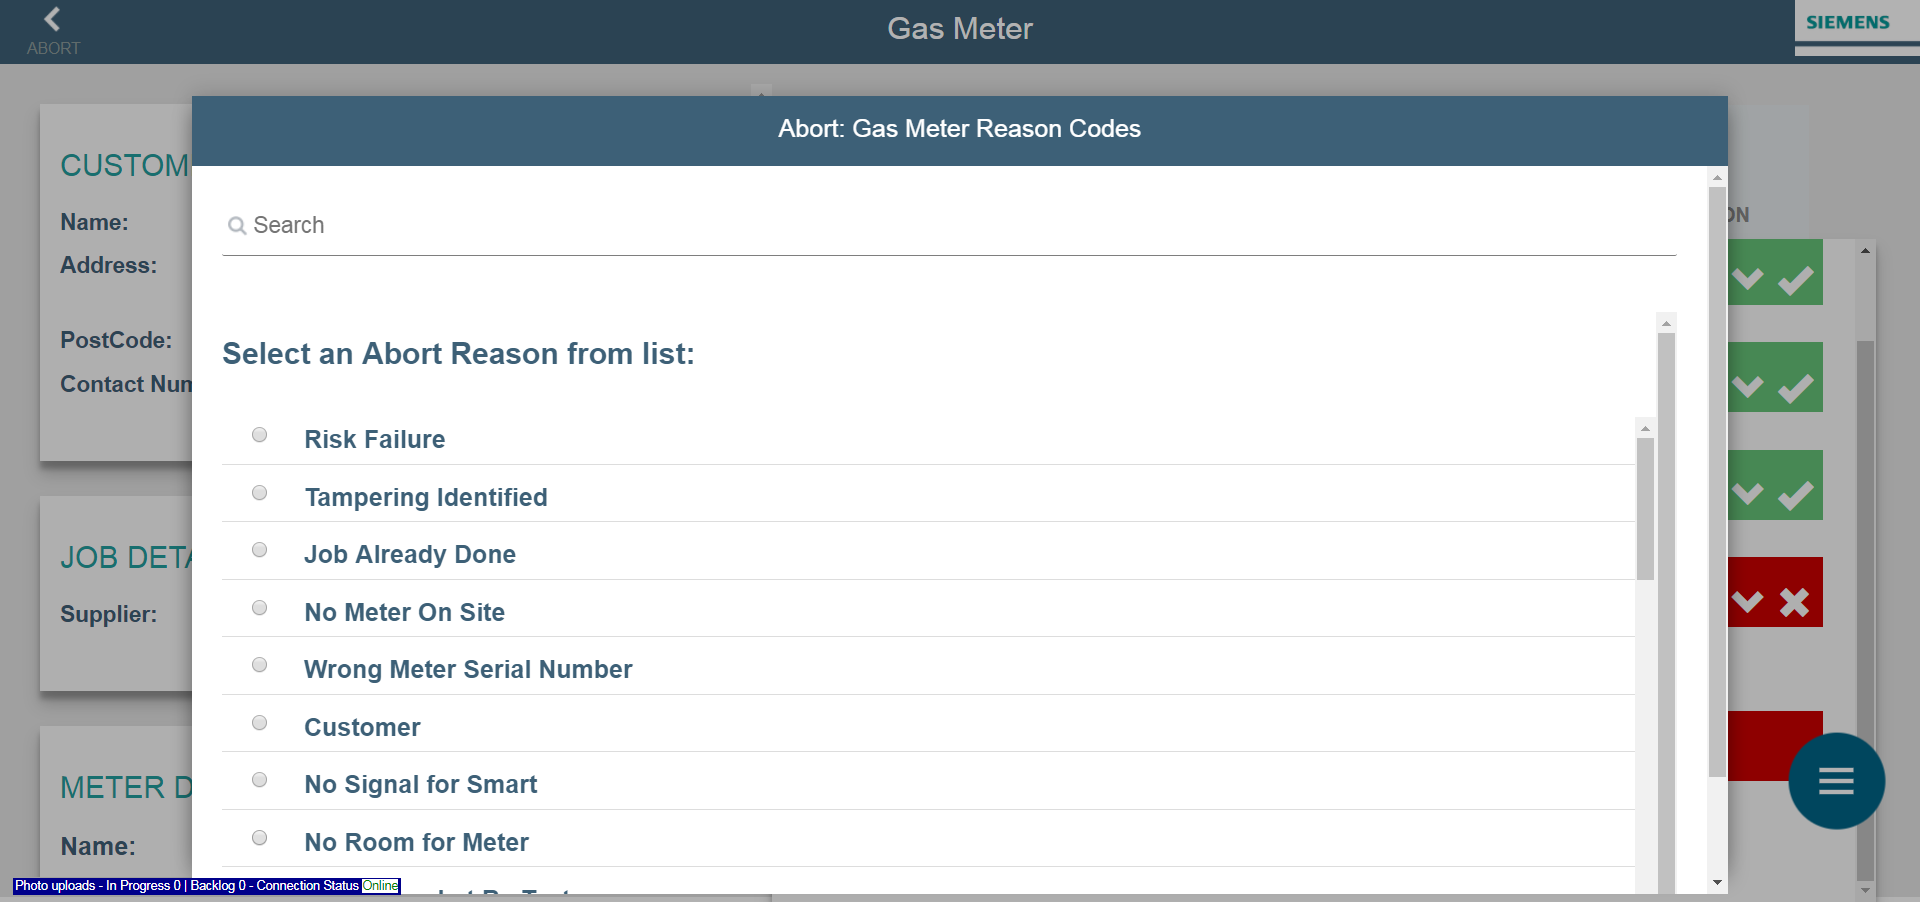 ABORT
Gas Meter
SIEMENS
Abort: Gas Meter Reason Codes
CUSTOM
Name:
Address:
PostCode:
Contact Num
JOB DETA
Supplier:
METER D
Name:
Search
Select an Abort Reason from list:
Risk Failure
Tampering Identified
Job Already Done
No Meter On Site
Wrong Meter Serial Number
Customer
No Signal for Smart
No Room for Meter
ON
Photo uploads - In Progress 0 | Backlog 0 - Connection Status Online